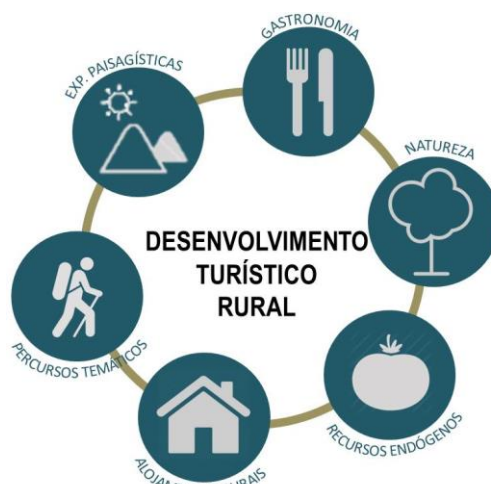 GASTRONOMIA
EXP. PAISAGÍSTICAS
NATUREZA
DESENVOLVIMENTO
TURÍSTICO
RURAL
PERCURSOS TEMÁTICOS
RECURSOS ENDÓGENOS